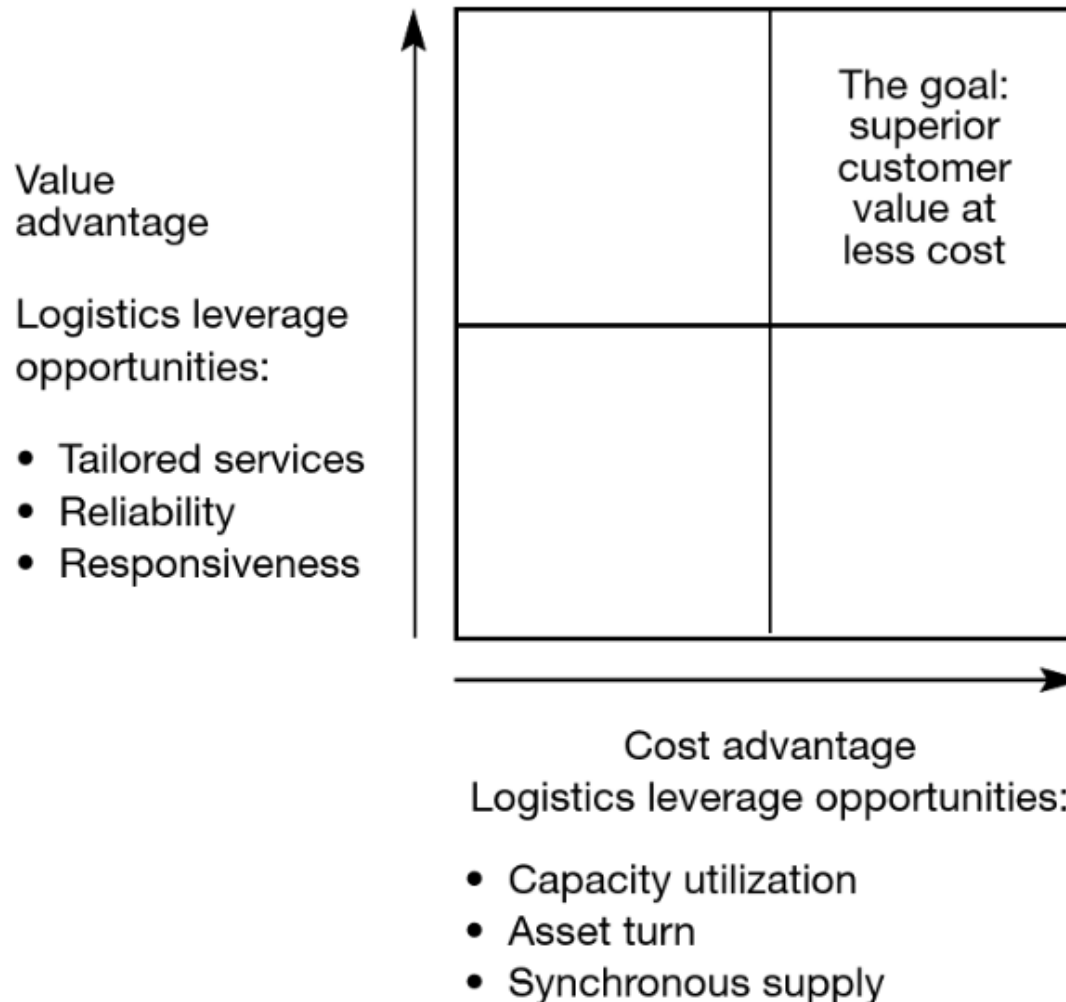 The goal:
superior
customer
value at
less cost
Value
advantage
Logistics leverage
opportunities:
• Tailored services
• Reliability
• Responsiveness
Cost advantage
Logistics leverage opportunities:
• Capacity utilization
• Asset turn
• Synchronous supply